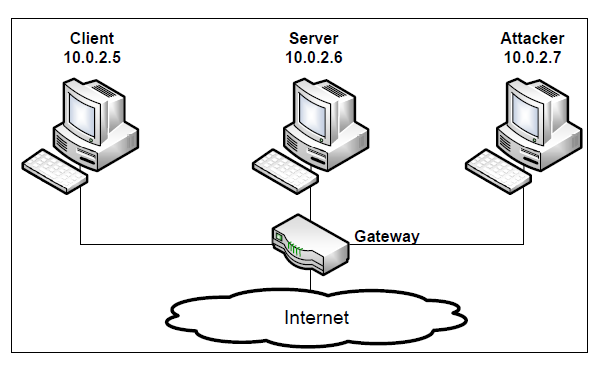 Client
10.0.2.5
Server
10.0.2.6
Attacker
10.0.2.7
Gateway
Internet